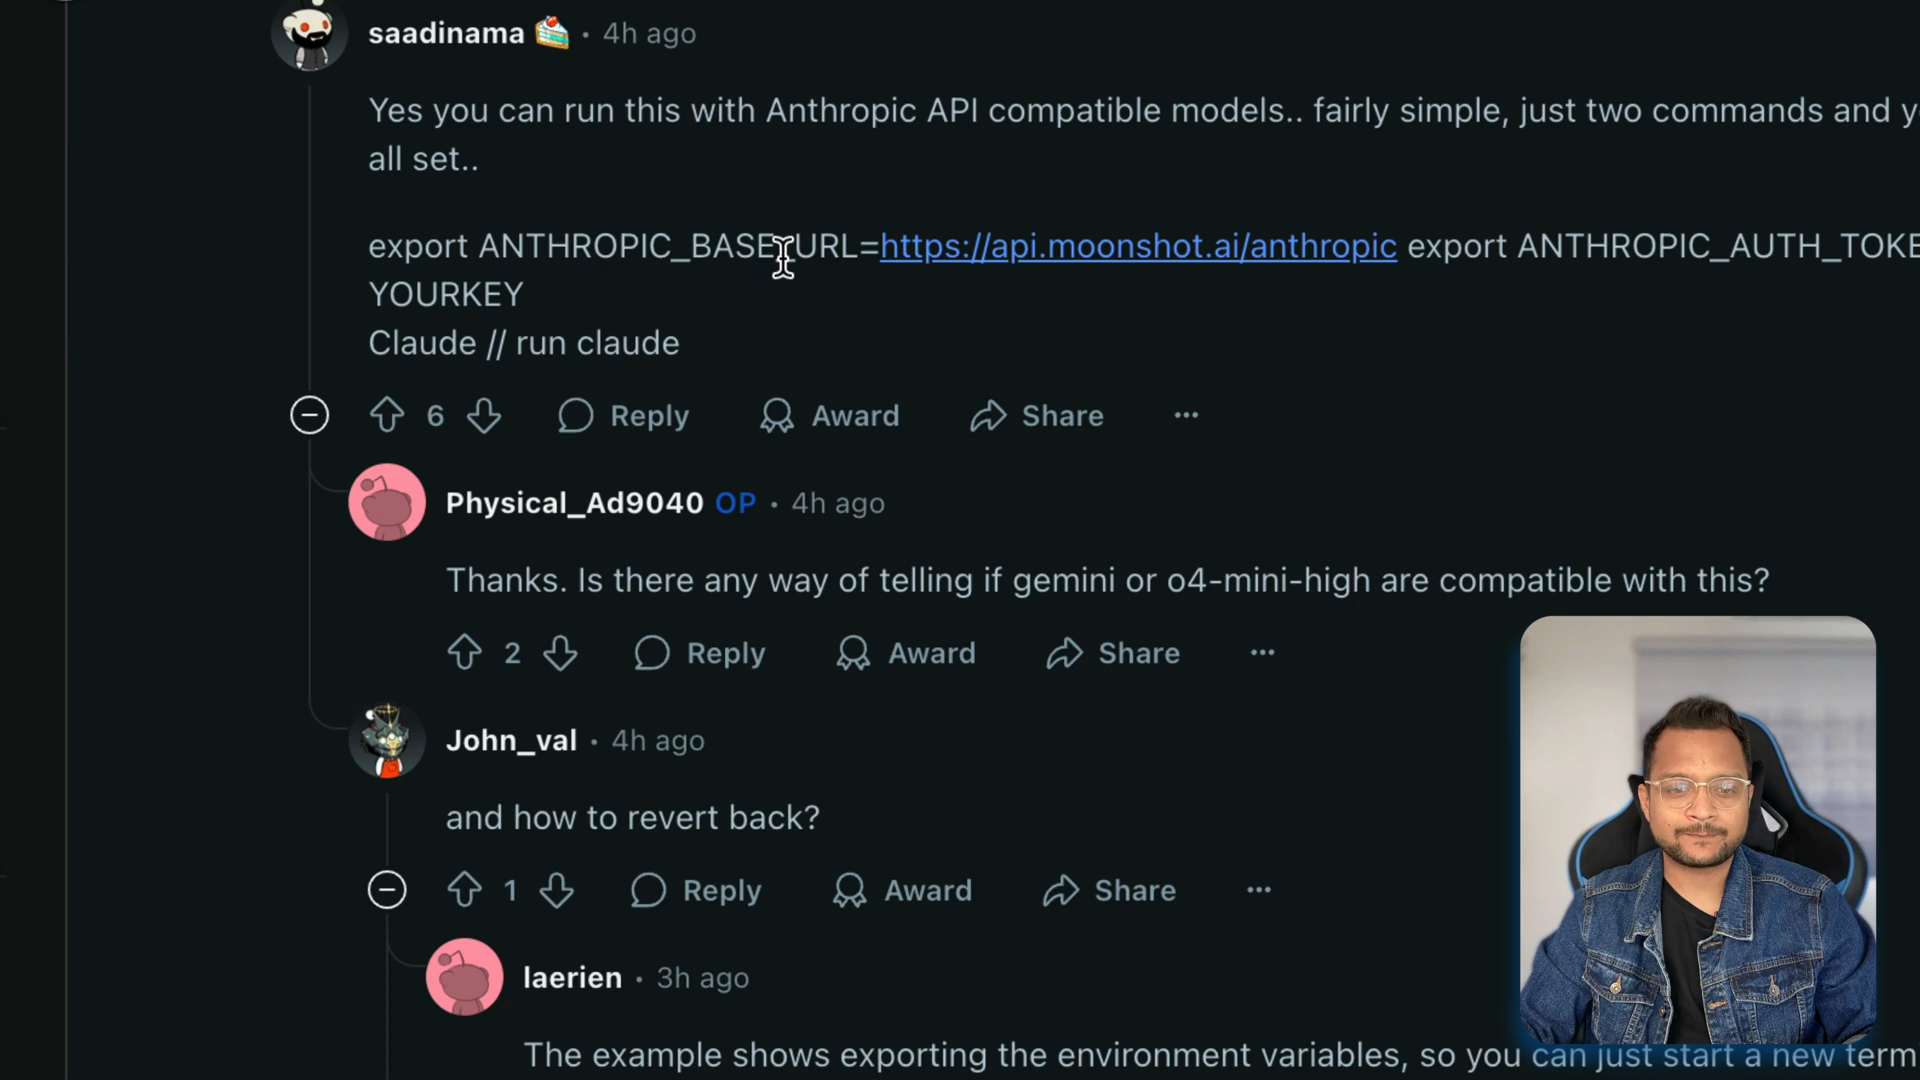 saadinama • 4h ago
Yes you can run this with Anthropic API compatible models.. fairly simple, just two commands and
all set..
export ANTHROPIC_BASE_URL=https://api.moonshot.ai/anthropic export ANTHROPIC_AUTH_TOKE
YOURKEY
Claude // run claude
6 Reply Award Share ...
Physical_Ad9040 OP • 4h ago
Thanks. Is there any way of telling if gemini or o4-mini-high are compatible with this?
2 Reply Award Share ...
John_val • 4h ago
and how to revert back?
1 Reply Award Share ...
laerien • 3h ago
The example shows exporting the environment variables, so you can just start a new term